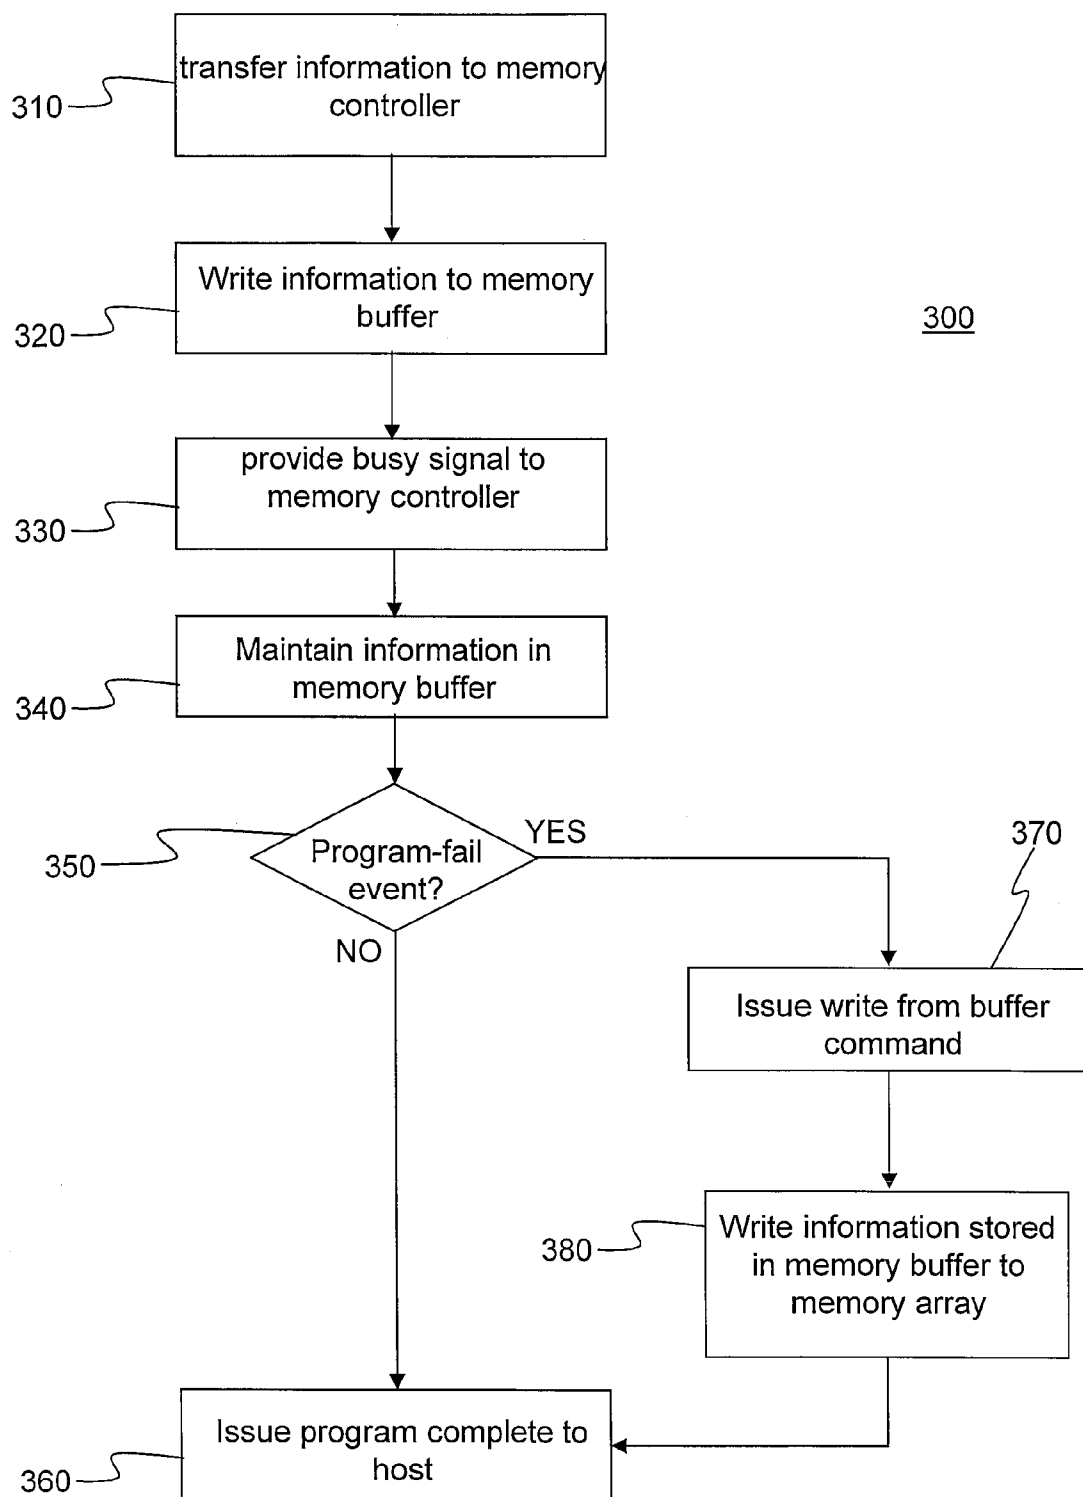 transfer information to memory
controller
310
Write information to memory
buffer
320
300
provide busy signal to
memory controller
330
Maintain information in
memory buffer
340
Program-fail
event?
350
YES
NO
370
Issue write from buffer
command
Write information stored
in memory buffer to
memory array
380
Issue program complete to
host
360